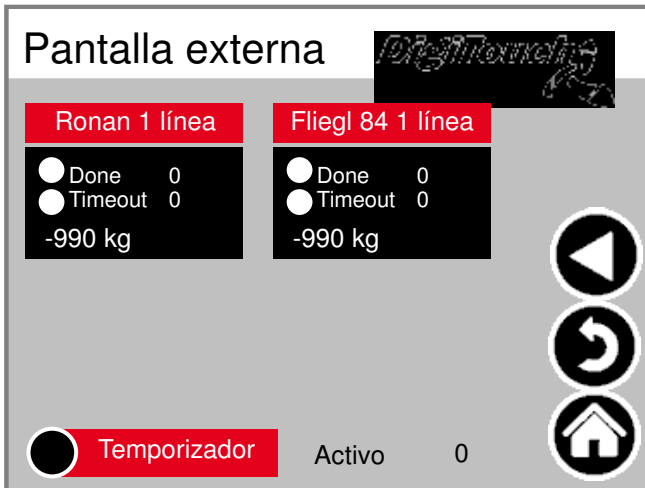 Pantalla externa
DigiTouch
Ronan 1 línea
Done 0
Timeout 0
-990 kg
Fliegl 84 1 línea
Done 0
Timeout 0
-990 kg
Temporizador
Activo 0